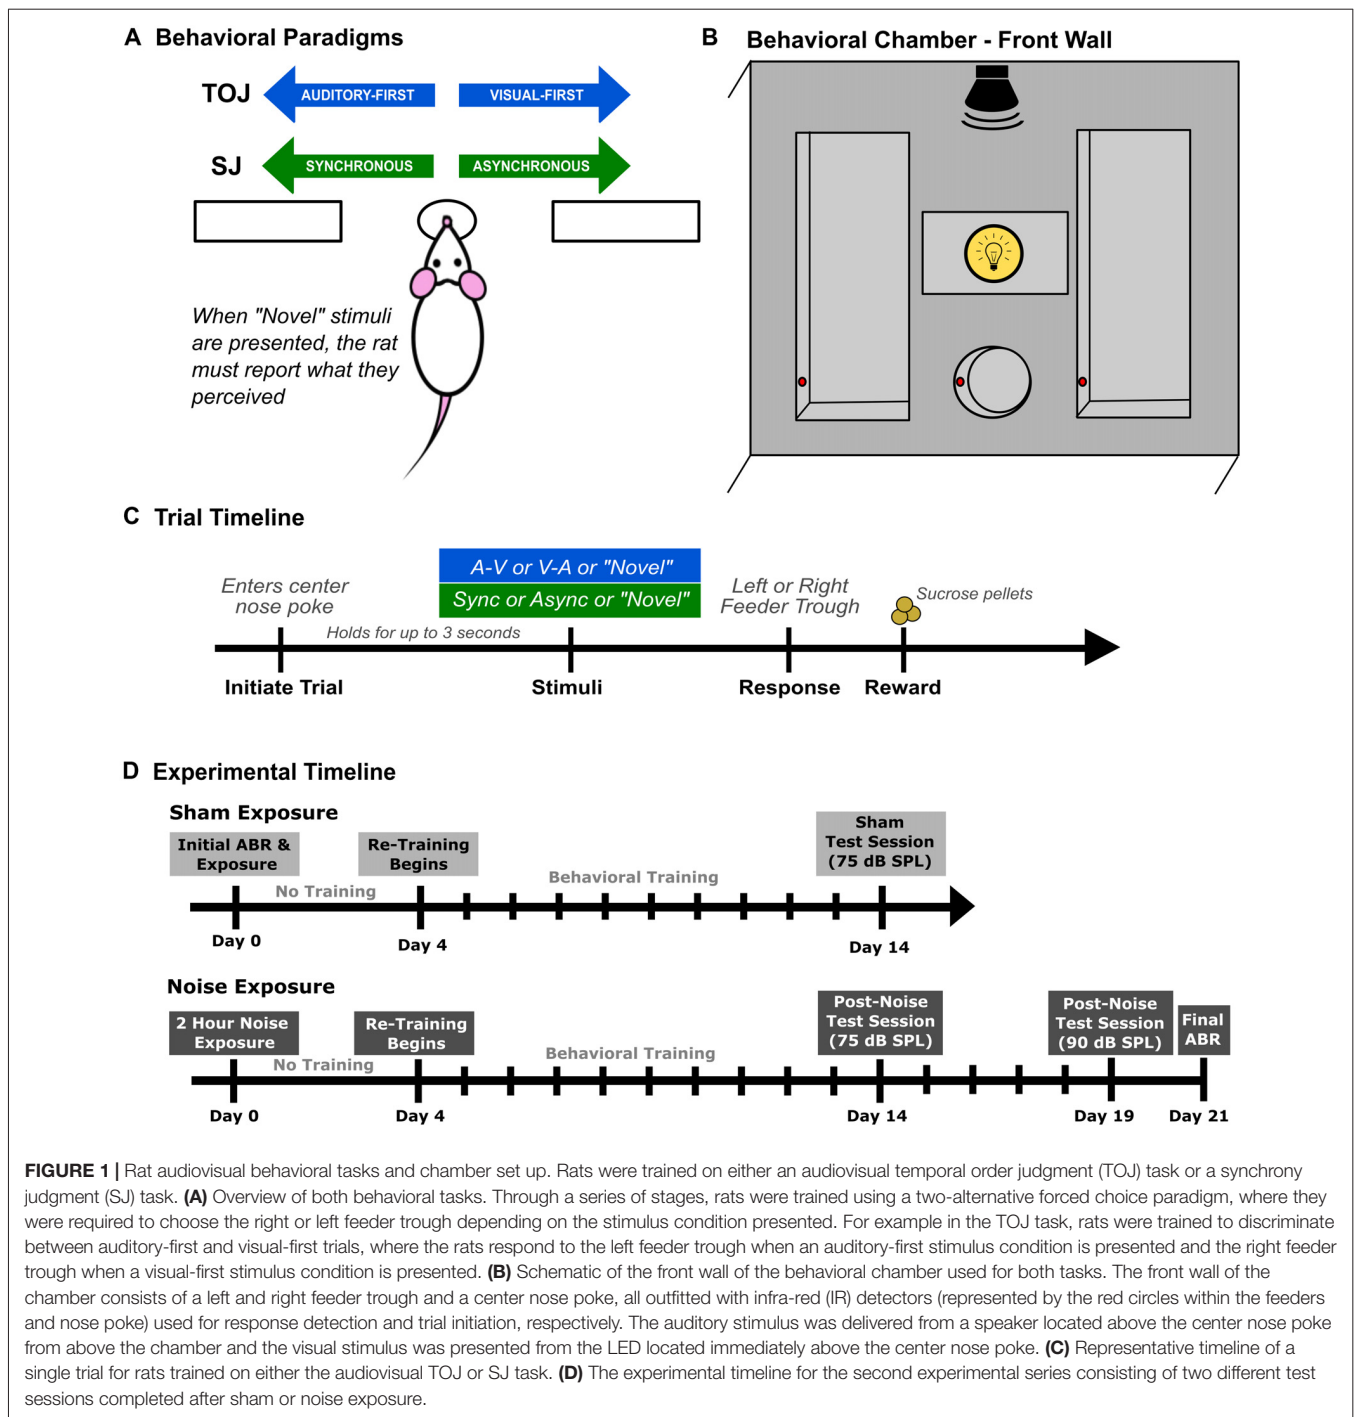 A Behavioral Paradigms
TOJ
AUDITORY-FIRST
VISUAL-FIRST
SJ
SYNCHRONOUS
ASYNCHRONOUS
When "Novel" stimuli
are presented, the rat
must report what they
perceived
B Behavioral Chamber - Front Wall
C Trial Timeline
Enters center
nose poke
Holds for up to 3 seconds
A-V or V-A or "Novel"
Sync or Async or "Novel"
Left or Right
Feeder Trough
Sucrose pellets
Initiate Trial
Stimuli
Response
Reward
D Experimental Timeline
Sham Exposure
Initial ABR &
Exposure
No Training
Re-Training
Begins
Behavioral Training
Sham
Test Session
(75 dB SPL)
Day 0
Day 4
Day 14
Noise Exposure
2 Hour Noise
Exposure
No Training
Re-Training
Begins
Behavioral Training
Post-Noise
Test Session
(75 dB SPL)
Post-Noise
Test Session
(90 dB SPL)
Final
ABR
Day 0
Day 4
Day 14
Day 19
Day 21
FIGURE 1 | Rat audiovisual behavioral tasks and chamber set up. Rats were trained on either an audiovisual temporal order judgment (TOJ) task or a synchrony
judgment (SJ) task. (A) Overview of both behavioral tasks. Through a series of stages, rats were trained using a two-alternative forced choice paradigm, where they
were required to choose the right or left feeder trough depending on the stimulus condition presented. For example in the TOJ task, rats were trained to discriminate
between auditory-first and visual-first trials, where the rats respond to the left feeder trough when an auditory-first stimulus condition is presented and the right feeder
trough when a visual-first stimulus condition is presented. (B) Schematic of the front wall of the behavioral chamber used for both tasks. The front wall of the
chamber consists of a left and right feeder trough and a center nose poke, all outfitted with infra-red (IR) detectors (represented by the red circles within the feeders
and nose poke) used for response detection and trial initiation, respectively. The auditory stimulus was delivered from a speaker located above the center nose poke
from above the chamber and the visual stimulus was presented from the LED located immediately above the center nose poke. (C) Representative timeline of a
single trial for rats trained on either the audiovisual TOJ or SJ task. (D) The experimental timeline for the second experimental series consisting of two different test
sessions completed after sham or noise exposure.